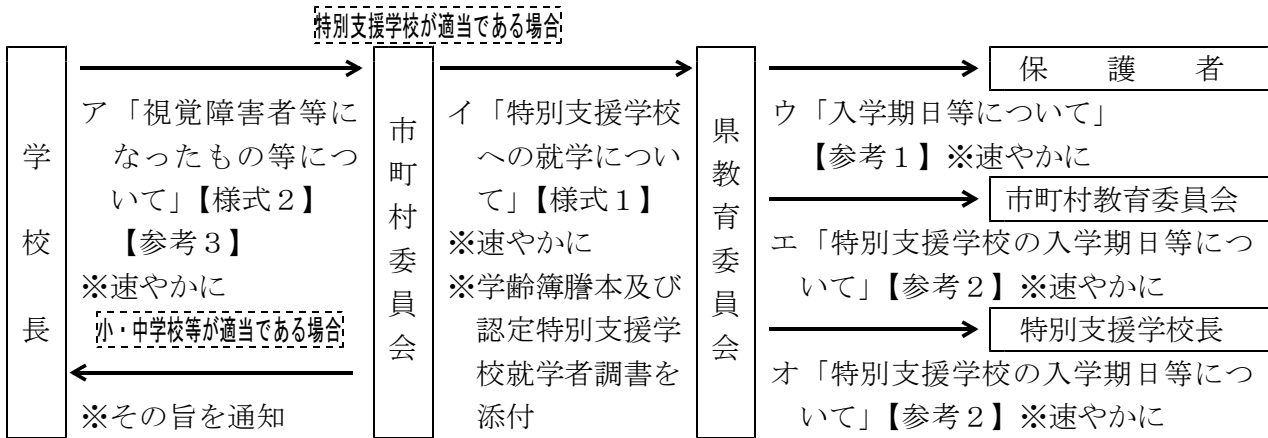 特別支援学校が適当である場合
学校長
ア「視覚障害者等に
なったもの等につ
いて」【様式２】
【参考３】
※速やかに
小・中学校等が適当である場合
※その旨を通知
市町村委員会
イ「特別支援学校
への就学につい
て」【様式１】
※速やかに
※学齢簿謄本及び
認定特別支援学
校就学者調書を
添付
県教育委員会
保護者
ウ「入学期日等について」
【参考１】※速やかに
市町村教育委員会
エ「特別支援学校の入学期日等につ
いて」【参考２】※速やかに
特別支援学校長
オ「特別支援学校の入学期日等につ
いて」【参考２】※速やかに